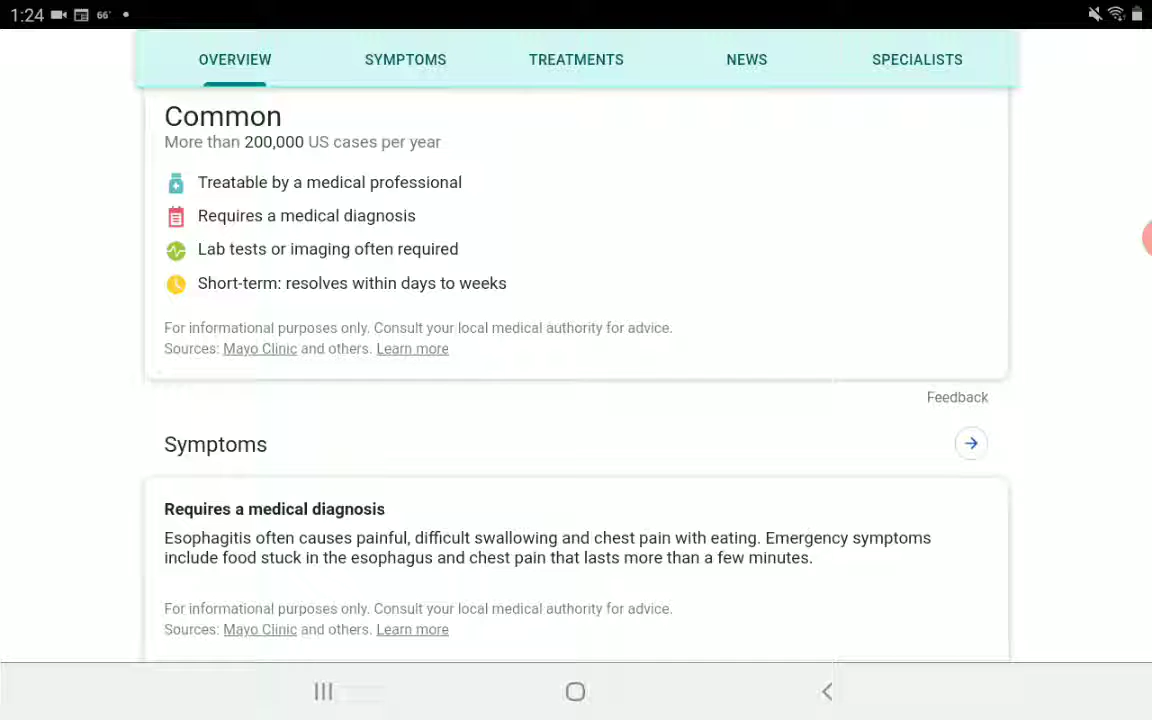 1:24 66°
OVERVIEW SYMPTOMS TREATMENTS NEWS SPECIALISTS
Common
More than 200,000 US cases per year
Treatable by a medical professional
Requires a medical diagnosis
Lab tests or imaging often required
Short-term: resolves within days to weeks
For informational purposes only. Consult your local medical authority for advice.
Sources: Mayo Clinic and others. Learn more
Feedback
Symptoms
Requires a medical diagnosis
Esophagitis often causes painful, difficult swallowing and chest pain with eating. Emergency symptoms
include food stuck in the esophagus and chest pain that lasts more than a few minutes.
For informational purposes only. Consult your local medical authority for advice.
Sources: Mayo Clinic and others. Learn more